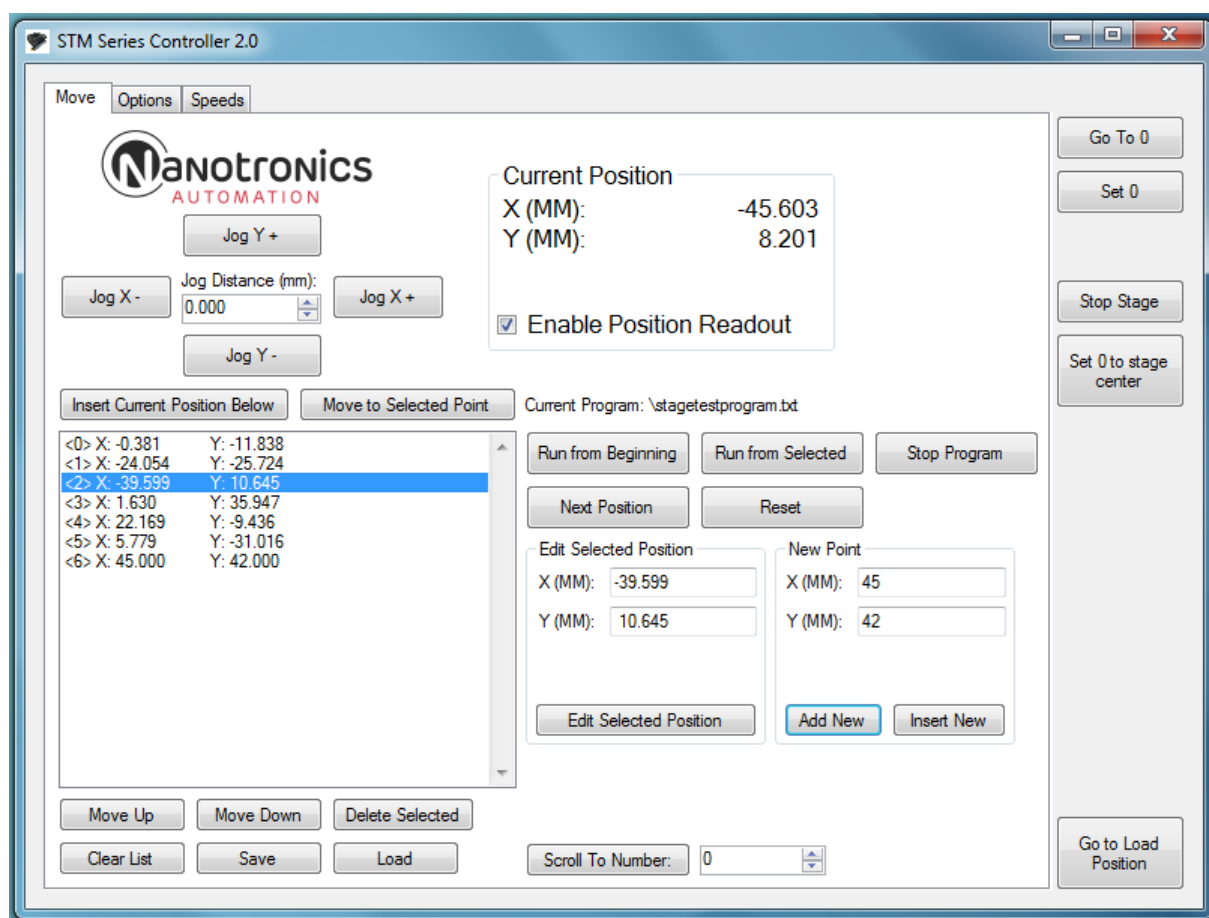 STM Series Controller 2.0
Move Options Speeds
Nanotronics
AUTOMATION
Jog Y +
Jog X -
Jog Distance (mm):
0.000
Jog X +
Jog Y -
Current Position
X (MM): -45.603
Y (MM): 8.201
Enable Position Readout
Go To 0
Set 0
Stop Stage
Set 0 to stage
center
Insert Current Position Below Move to Selected Point Current Program: \stagetestprogram.txt
<0> X: -0.381 Y: -11.838
<1> X: -24.054 Y: -25.724
<2> X: -39.599 Y: 10.645
<3> X: 1.630 Y: 35.947
<4> X: 22.169 Y: -9.436
<5> X: 5.779 Y: -31.016
<6> X: 45.000 Y: 42.000
Run from Beginning Run from Selected Stop Program
Next Position Reset
Edit Selected Position
X (MM): -39.599
Y (MM): 10.645
Edit Selected Position
New Point
X (MM): 45
Y (MM): 42
Add New Insert New
Move Up Move Down Delete Selected
Clear List Save Load
Scroll To Number: 0
Go to Load
Position